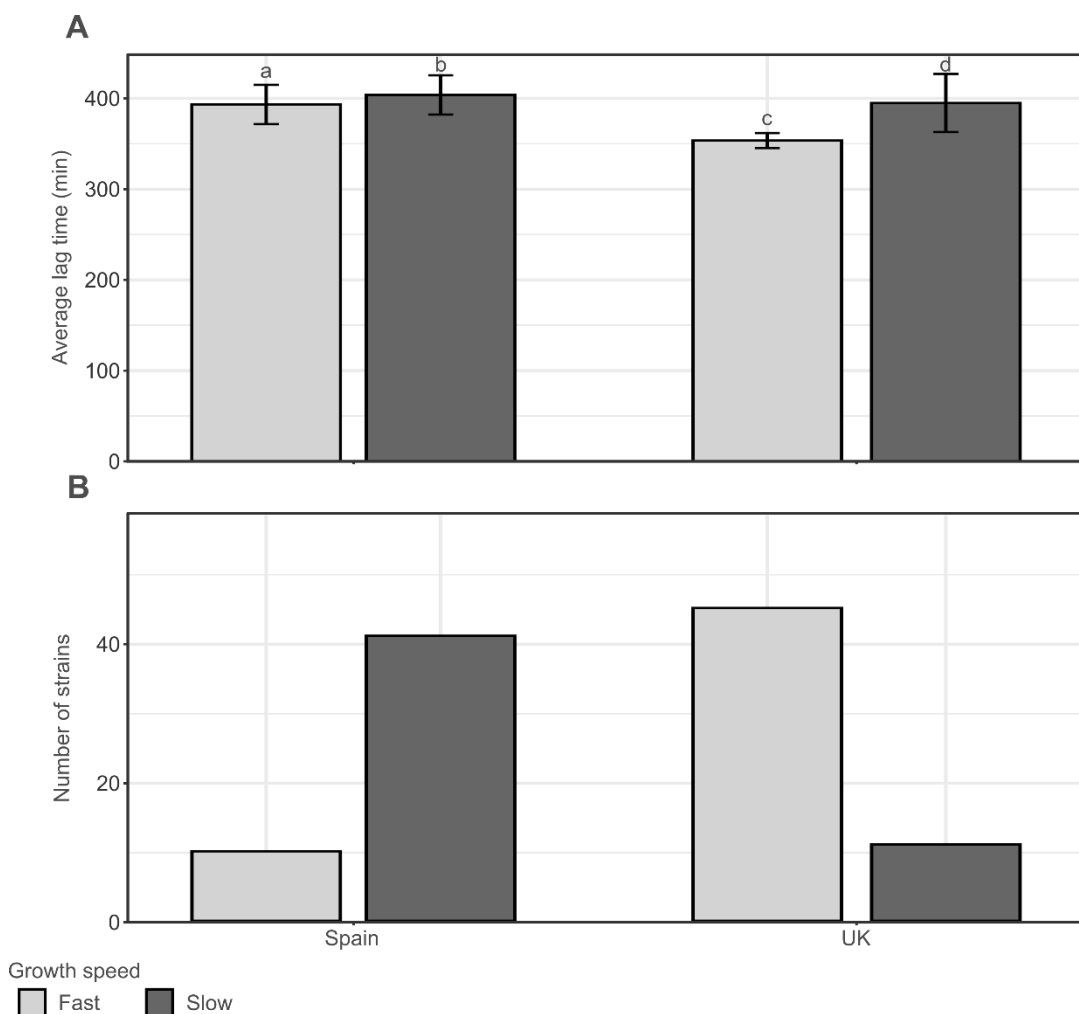 A
a
b
c
d
Average lag time (min)
400
300
200
100
0
B
Number of strains
40
20
0
Spain UK
Growth speed
Fast Slow